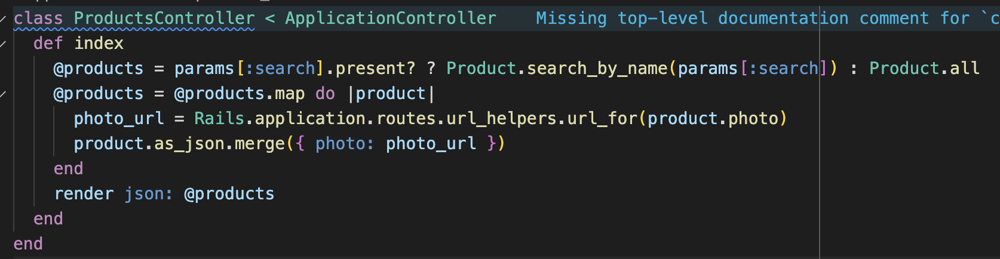 class ProductsController < ApplicationController    Missing top-level documentation comment for `c
  def index
    @products = params[:search].present? ? Product.search_by_name(params[:search]) : Product.all
    @products = @products.map do |product|
      photo_url = Rails.application.routes.url_helpers.url_for(product.photo)
      product.as_json.merge({ photo: photo_url })
    end
    render json: @products
  end
end